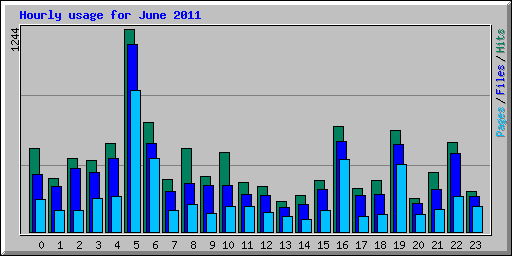 Hourly usage for June 2011
1244
Pages / Files / Hits
0 1 2 3 4 5 6 7 8 9 10 11 12 13 14 15 16 17 18 19 20 21 22 23